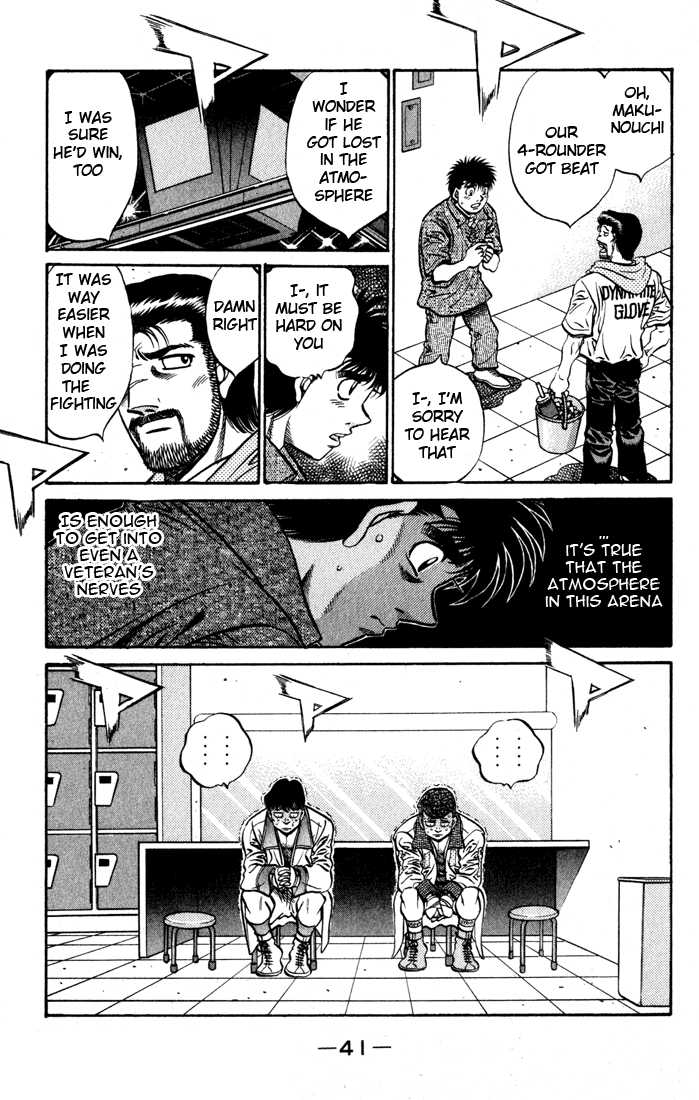 OH,
MAKU-
NOUCHI
OUR
4-ROUNDER
GOT BEAT
DYNAMITE
GLOVE
I-, I'M
SORRY
TO HEAR
THAT
I
WONDER
IF HE
GOT LOST
IN THE
ATMO-
SPHERE
I WAS
SURE
HE'D WIN,
TOO
I-, IT
MUST BE
HARD ON
YOU
DAMN
RIGHT
IT WAS
WAY
EASIER
WHEN
I WAS
DOING
THE
FIGHTING
...
IT'S TRUE
THAT THE
ATMOSPHERE
IN THIS ARENA
IS ENOUGH
TO GET INTO
EVEN A
VETERAN'S
NERVES
......
......
—41—